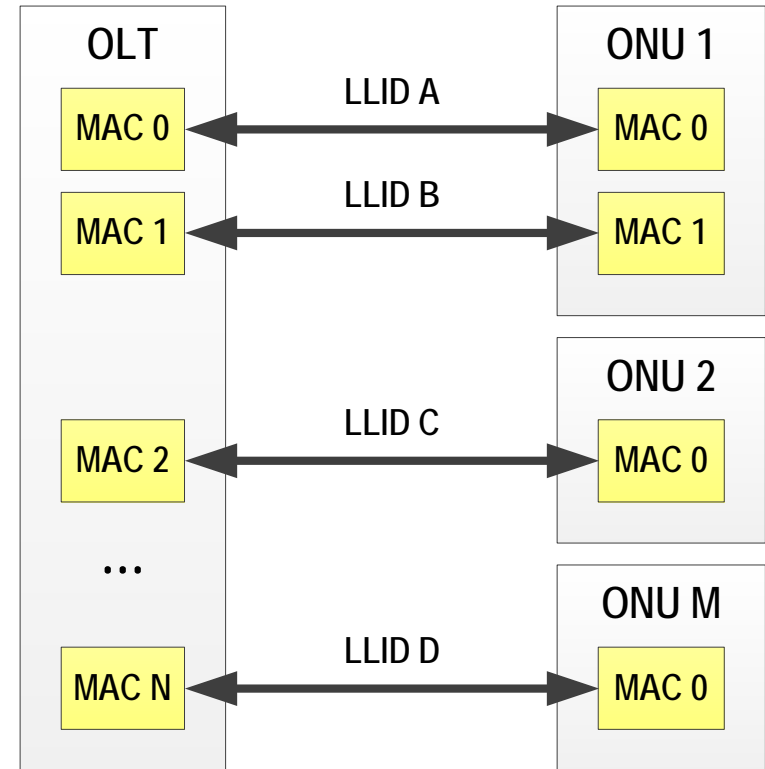 OLT
ONU 1
LLID A
MAC 0
MAC 0
LLID B
MAC 1
MAC 1
ONU 2
LLID C
MAC 2
MAC 0
...
ONU M
LLID D
MAC N
MAC 0